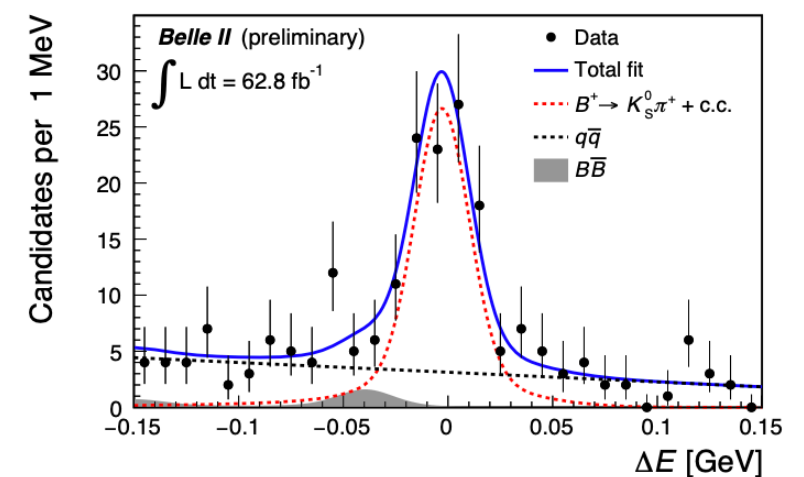 Belle II (preliminary)
∫ L dt = 62.8 fb⁻¹
Data
Total fit
B⁺→ K⁰_S π⁺ + c.c.
qq̅
BB̅
Candidates per 1 MeV
30
25
20
15
10
5
0
−0.15 −0.1 −0.05 0 0.05 0.1 0.15
ΔE [GeV]